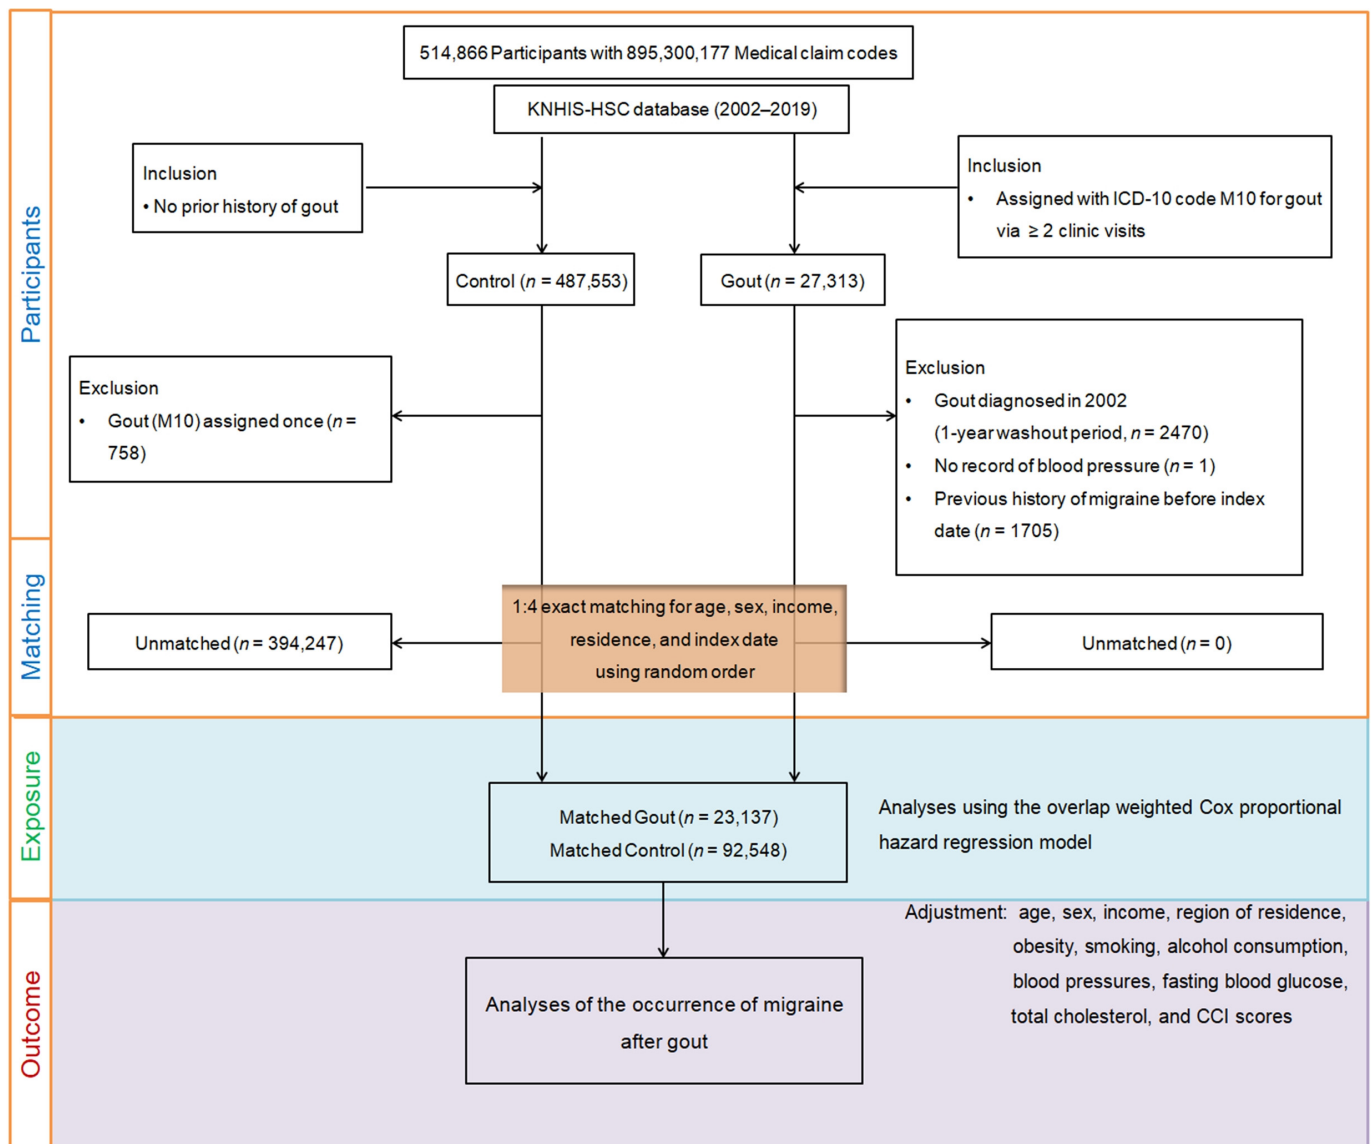 514,866 Participants with 895,300,177 Medical claim codes
KNHIS-HSC database (2002–2019)
Inclusion
• No prior history of gout
Inclusion
• Assigned with ICD-10 code M10 for gout
via ≥ 2 clinic visits
Participants
Control (n = 487,553)
Gout (n = 27,313)
Exclusion
• Gout (M10) assigned once (n =
758)
Exclusion
• Gout diagnosed in 2002
(1-year washout period, n = 2470)
• No record of blood pressure (n = 1)
• Previous history of migraine before index
date (n = 1705)
Matching
1:4 exact matching for age, sex, income,
residence, and index date
using random order
Unmatched (n = 394,247)
Unmatched (n = 0)
Exposure
Matched Gout (n = 23,137)
Matched Control (n = 92,548)
Analyses using the overlap weighted Cox proportional
hazard regression model
Outcome
Adjustment: age, sex, income, region of residence,
obesity, smoking, alcohol consumption,
blood pressures, fasting blood glucose,
total cholesterol, and CCI scores
Analyses of the occurrence of migraine
after gout